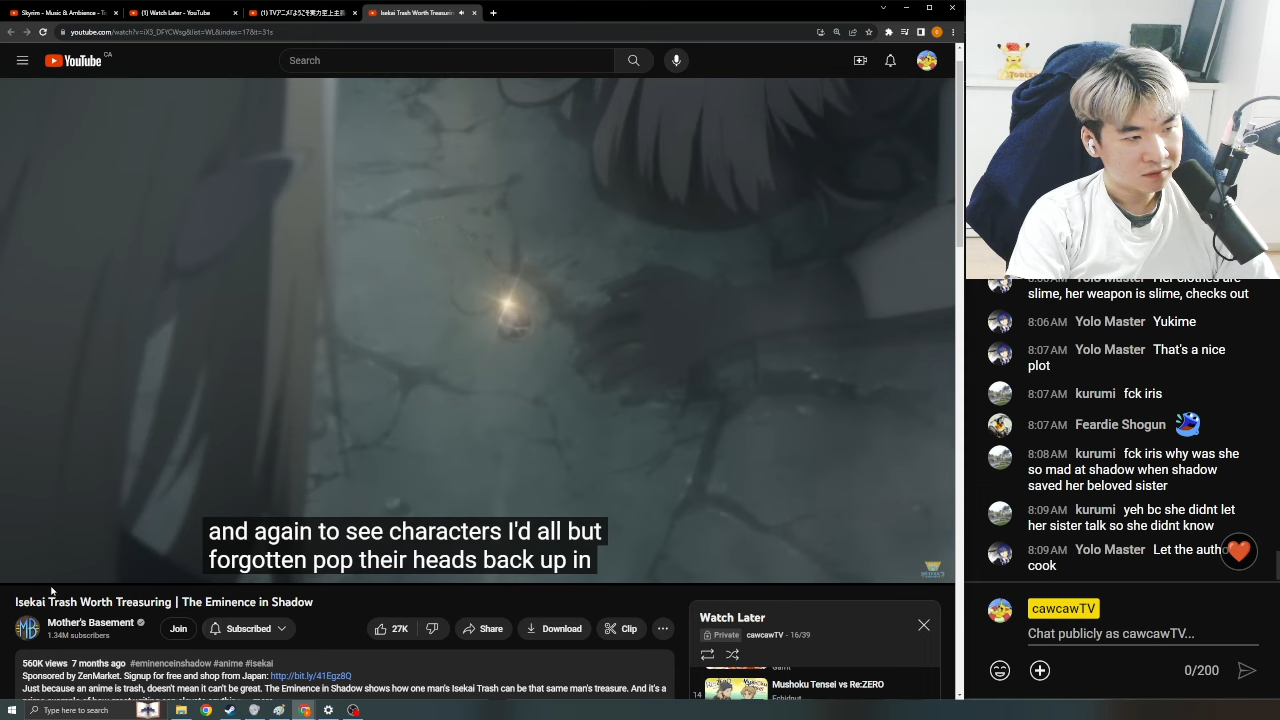 Skyrim - Music & Ambience - Ta
(1) Watch Later - YouTube
(1) TVアニメ『ようこそ実力至上主義
Isekai Trash Worth Treasuring
youtube.com/watch?v=iX3_DFYCWsg&list=WL&index=17&t=31s
YouTube CA
Search
and again to see characters I'd all but
forgotten pop their heads back up in
Isekai Trash Worth Treasuring | The Eminence in Shadow
Mother's Basement
1.34M subscribers
Join
Subscribed
27K
Share
Download
Clip
560K views 7 months ago #eminenceinshadow #anime #isekai
Sponsored by ZenMarket. Signup for free and shop from Japan: http://bit.ly/41Egz8Q
Just because an anime is trash, doesn't mean it can't be great. The Eminence in Shadow shows how one man's Isekai Trash can be that same man's treasure. And it's a
Watch Later
Private cawcawTV - 16/39
14
Mushoku Tensei vs Re:ZERO
slime, her weapon is slime, checks out
8:06 AM Yolo Master Yukime
8:07 AM Yolo Master That's a nice
plot
8:07 AM kurumi fck iris
8:07 AM Feardie Shogun
8:08 AM kurumi fck iris why was she
so mad at shadow when shadow
saved her beloved sister
8:09 AM kurumi yeh bc she didnt let
her sister talk so she didnt know
8:09 AM Yolo Master Let the
cook
cawcawTV
Chat publicly as cawcawTV...
0/200
Type here to search